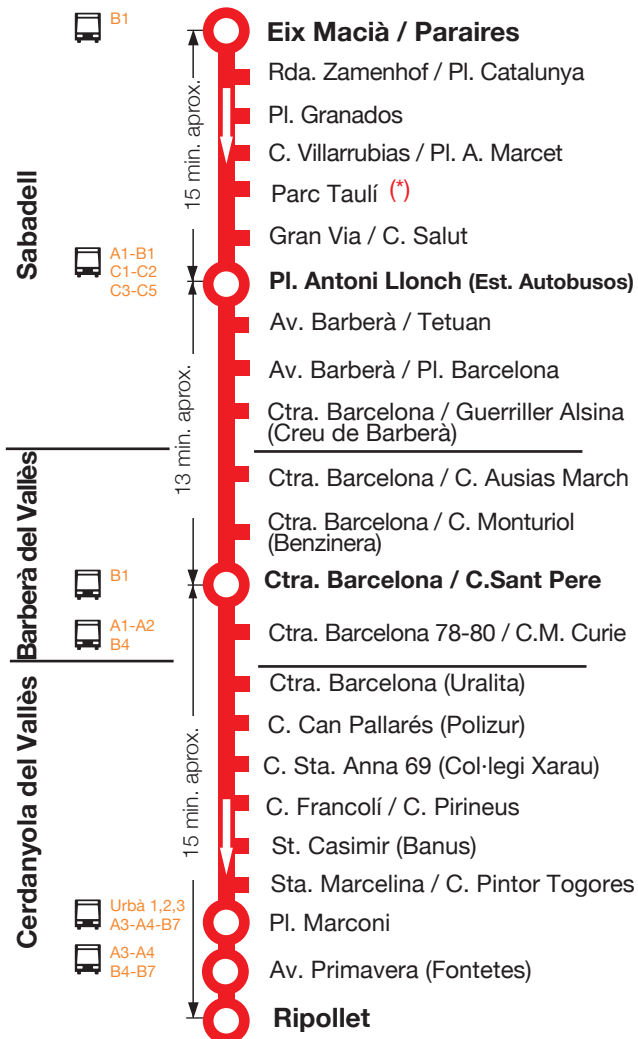 B1
Eix Macià / Paraires
Rda. Zamenhof / Pl. Catalunya
Pl. Granados
C. Villarrubias / Pl. A. Marcet
Parc Taulí (*)
Gran Via / C. Salut
15 min. aprox.
Sabadell
A1-B1
C1-C2
C3-C5
Pl. Antoni Llonch (Est. Autobusos)
Av. Barberà / Tetuan
Av. Barberà / Pl. Barcelona
Ctra. Barcelona / Guerriller Alsina
(Creu de Barberà)
13 min. aprox.
Barberà del Vallès
Ctra. Barcelona / C. Ausias March
Ctra. Barcelona / C. Monturiol
(Benzinera)
B1
Ctra. Barcelona / C.Sant Pere
A1-A2
B4
Ctra. Barcelona 78-80 / C.M. Curie
Cerdanyola del Vallès
15 min. aprox.
Ctra. Barcelona (Uralita)
C. Can Pallarés (Polizur)
C. Sta. Anna 69 (Col·legi Xarau)
C. Francolí / C. Pirineus
St. Casimir (Banus)
Sta. Marcelina / C. Pintor Togores
Urbà 1,2,3
A3-A4-B7
Pl. Marconi
A3-A4
B4-B7
Av. Primavera (Fontetes)
Ripollet